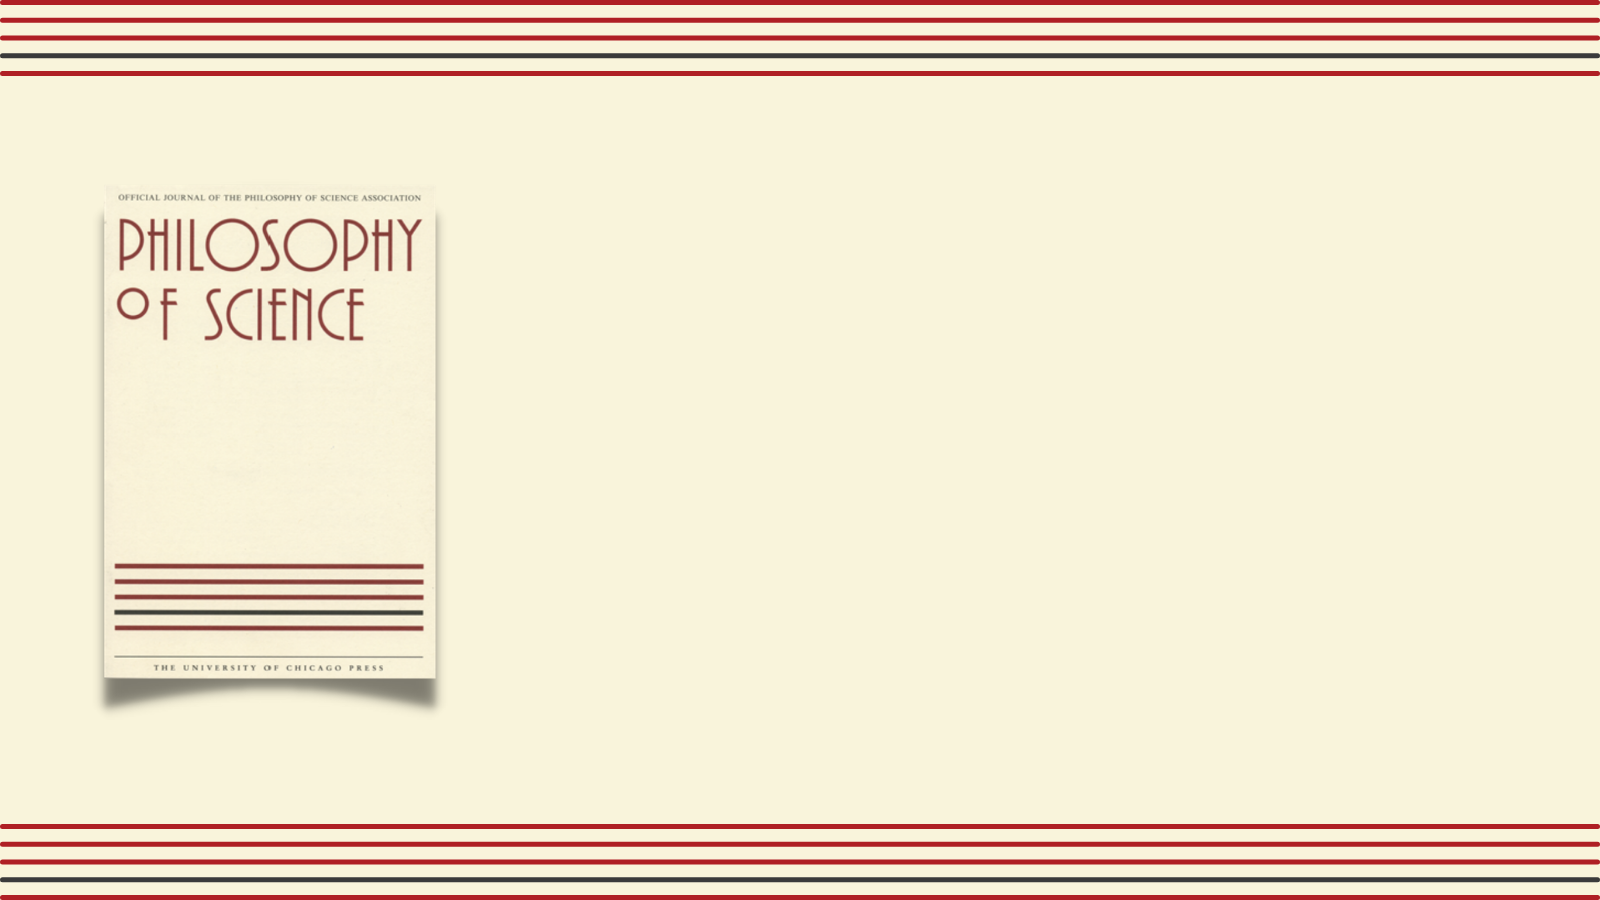 OFFICIAL JOURNAL OF THE PHILOSOPHY OF SCIENCE ASSOCIATION
PHILOSOPHY
OF SCIENCE
THE UNIVERSITY OF CHICAGO PRESS